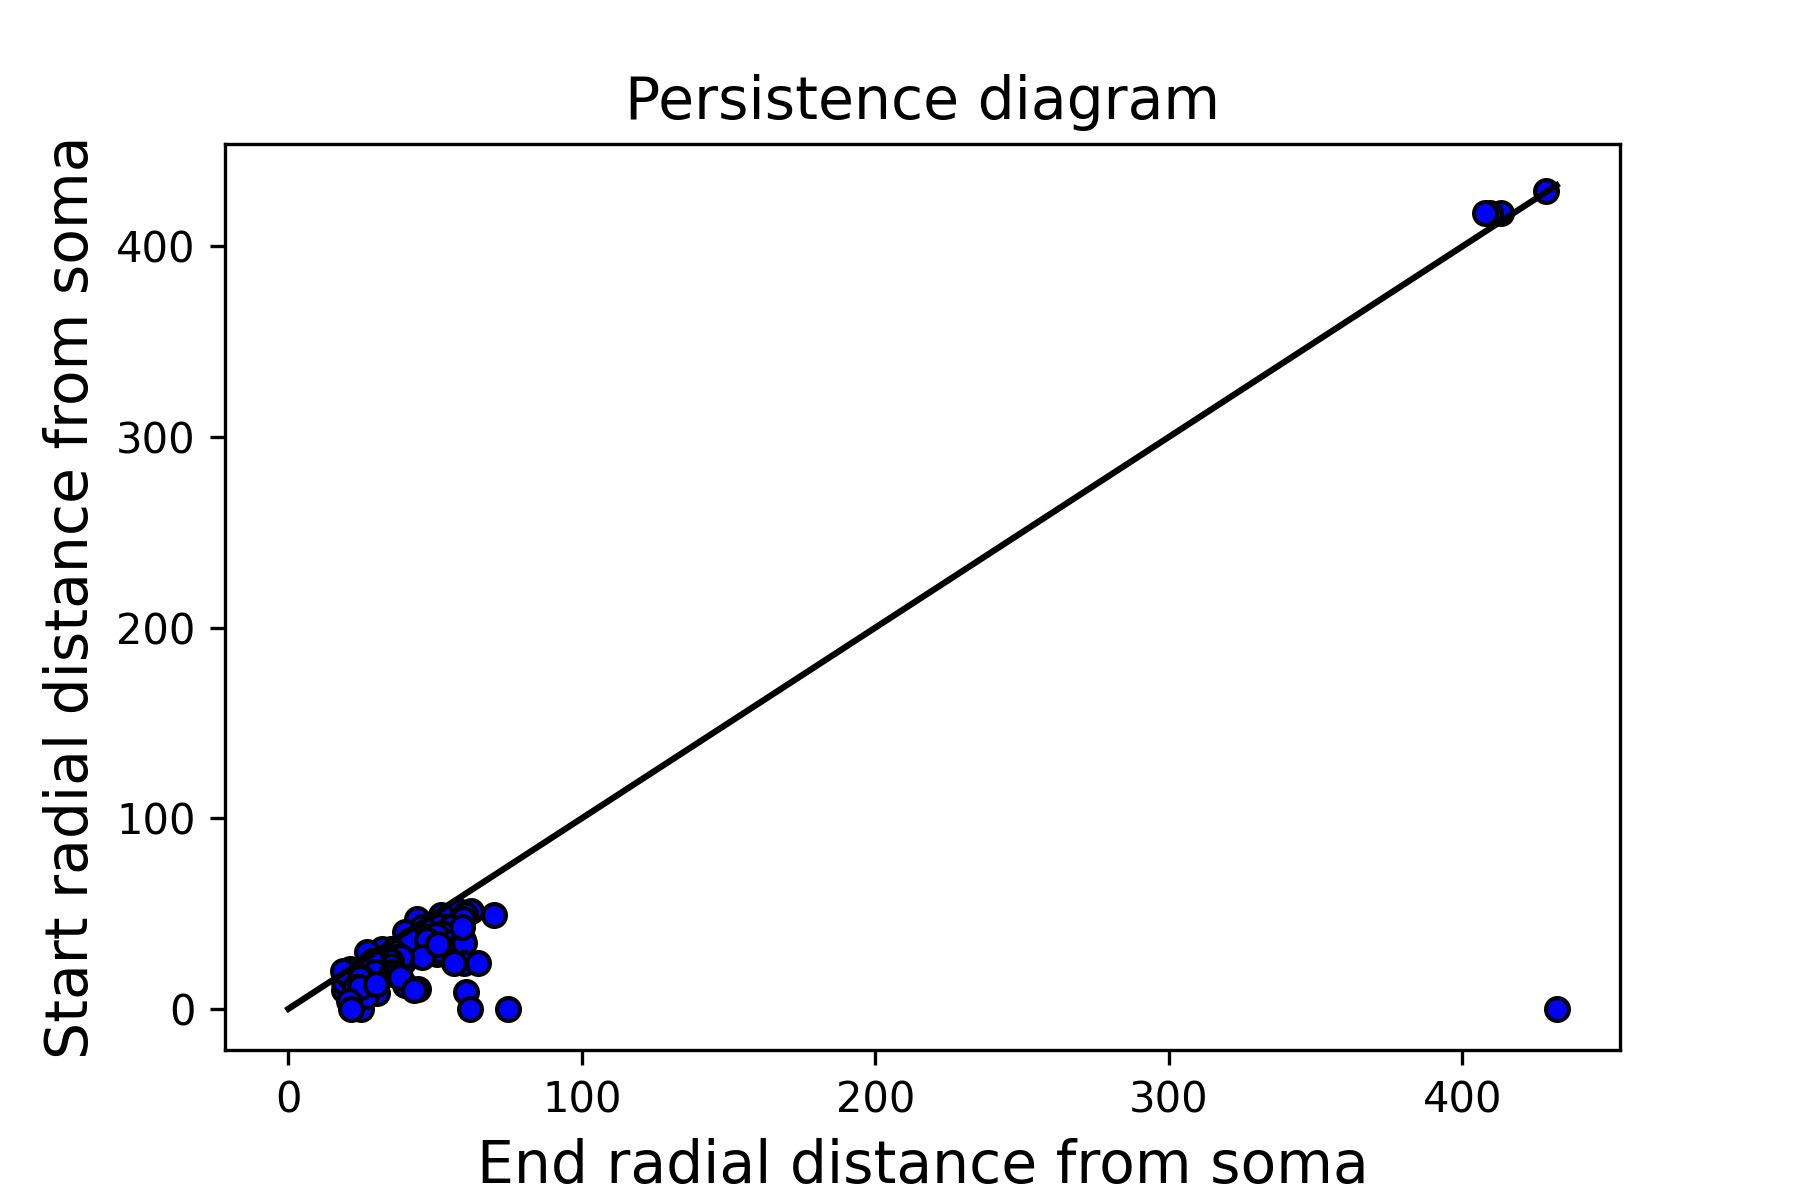 Persistence diagram
Start radial distance from soma
400
300
200
100
0
0 100 200 300 400
End radial distance from soma